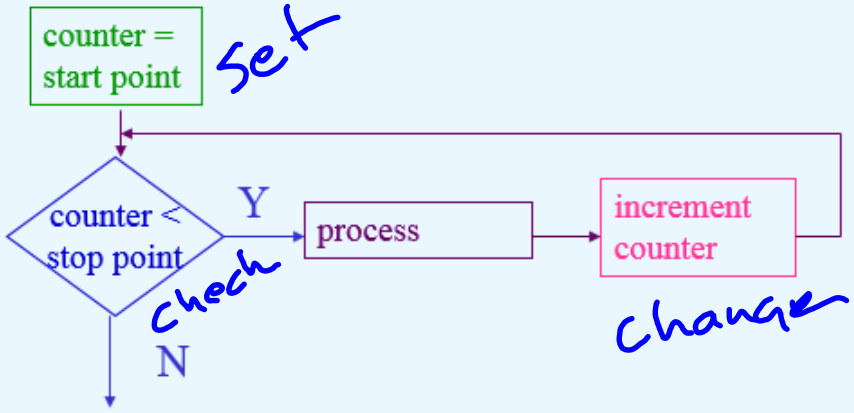 counter =
start point
set
counter <
stop point
Y
process
increment
counter
check
change
N